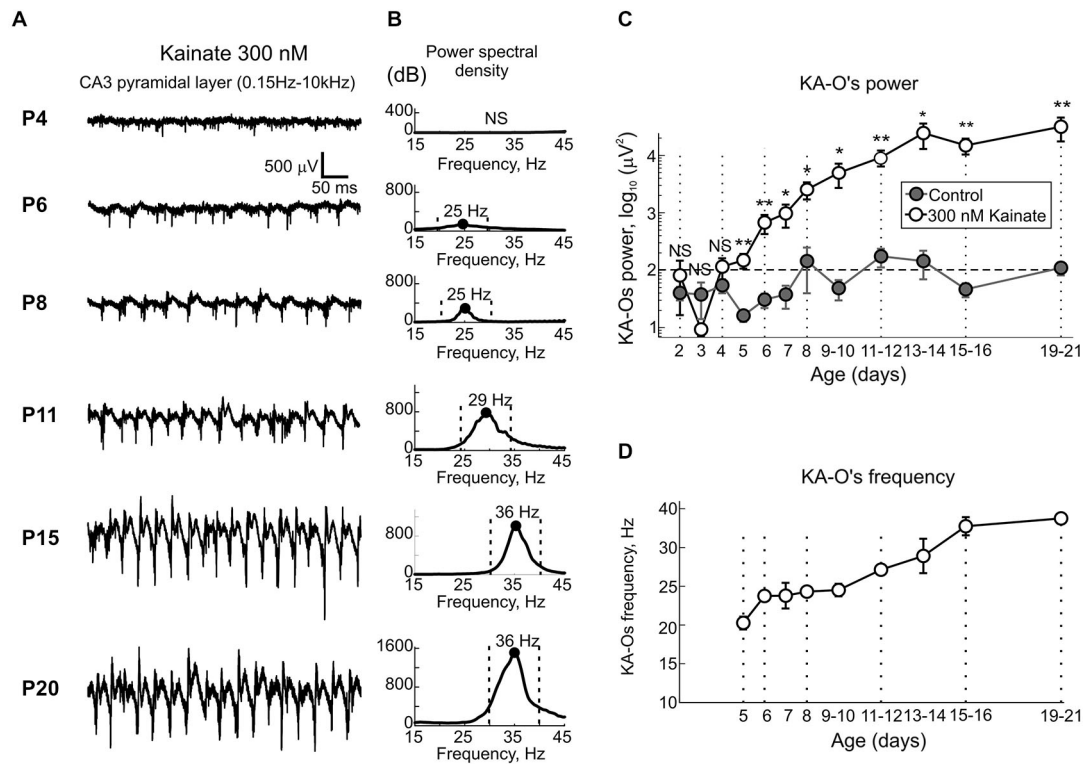 A
Kainate 300 nM
CA3 pyramidal layer (0.15Hz-10kHz)
P4
500 µV
50 ms
P6
P8
P11
P15
P20
B
Power spectral
density
(dB)
400
0
NS
15 25 35 45
Frequency, Hz
800
0
25 Hz
15 25 35 45
Frequency, Hz
800
0
25 Hz
15 25 35 45
Frequency, Hz
800
0
29 Hz
15 25 35 45
Frequency, Hz
800
0
36 Hz
15 25 35 45
Frequency, Hz
1600
800
0
36 Hz
15 25 35 45
Frequency, Hz
C
KA-O's power
KA-Os power, log10 (µV²)
4
3
2
1
NS NS NS ** ** * * * ** * ** **
Control
300 nM Kainate
2 3 4 5 6 7 8 9-10 11-12 13-14 15-16 19-21
Age (days)
D
KA-O's frequency
KA-Os frequency, Hz
40
30
25
20
15
10
5 6 7 8 9-10 11-12 13-14 15-16 19-21
Age (days)